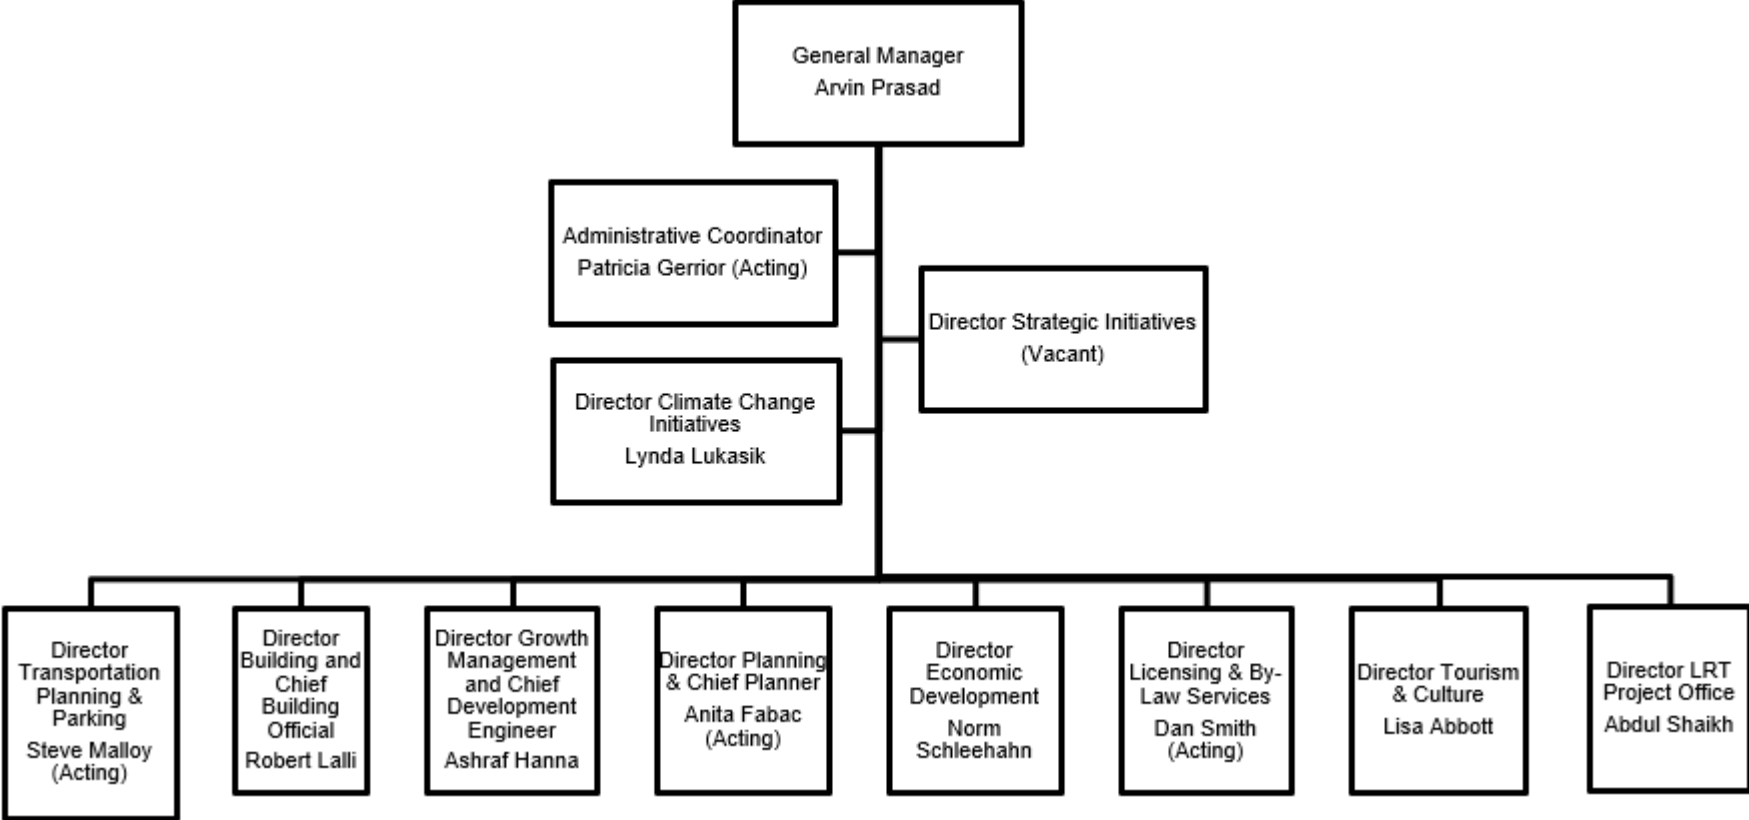 General Manager
Arvin Prasad
Administrative Coordinator
Patricia Gerrior (Acting)
Director Strategic Initiatives
(Vacant)
Director Climate Change
Initiatives
Lynda Lukasik
Director
Transportation
Planning &
Parking
Steve Malloy
(Acting)
Director
Building and
Chief
Building
Official
Robert Lalli
Director Growth
Management
and Chief
Development
Engineer
Ashraf Hanna
Director Planning
& Chief Planner
Anita Fabac
(Acting)
Director
Economic
Development
Norm
Schleehahn
Director
Licensing & By-
Law Services
Dan Smith
(Acting)
Director Tourism
& Culture
Lisa Abbott
Director LRT
Project Office
Abdul Shaikh